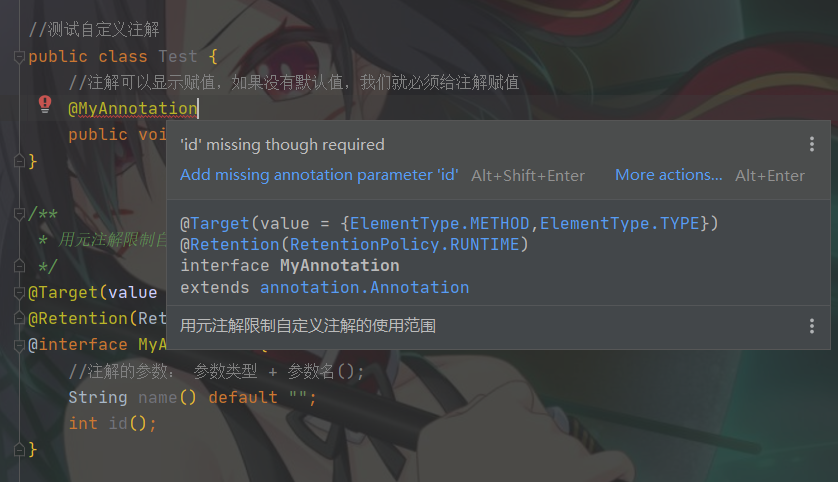 //测试自定义注解
public class Test {
//注解可以显示赋值，如果没有默认值，我们就必须给注解赋值
@MyAnnotation
public voi
'id' missing though required
Add missing annotation parameter 'id' Alt+Shift+Enter More actions... Alt+Enter
@Target(value = {ElementType.METHOD,ElementType.TYPE})
@Retention(RetentionPolicy.RUNTIME)
interface MyAnnotation
extends annotation.Annotation
用元注解限制自定义注解的使用范围
}
/**
* 用元注解限制自
*/
@Target(value
@Retention(Ret
@interface MyA {
//注解的参数： 参数类型 + 参数名();
String name() default "";
int id();
}